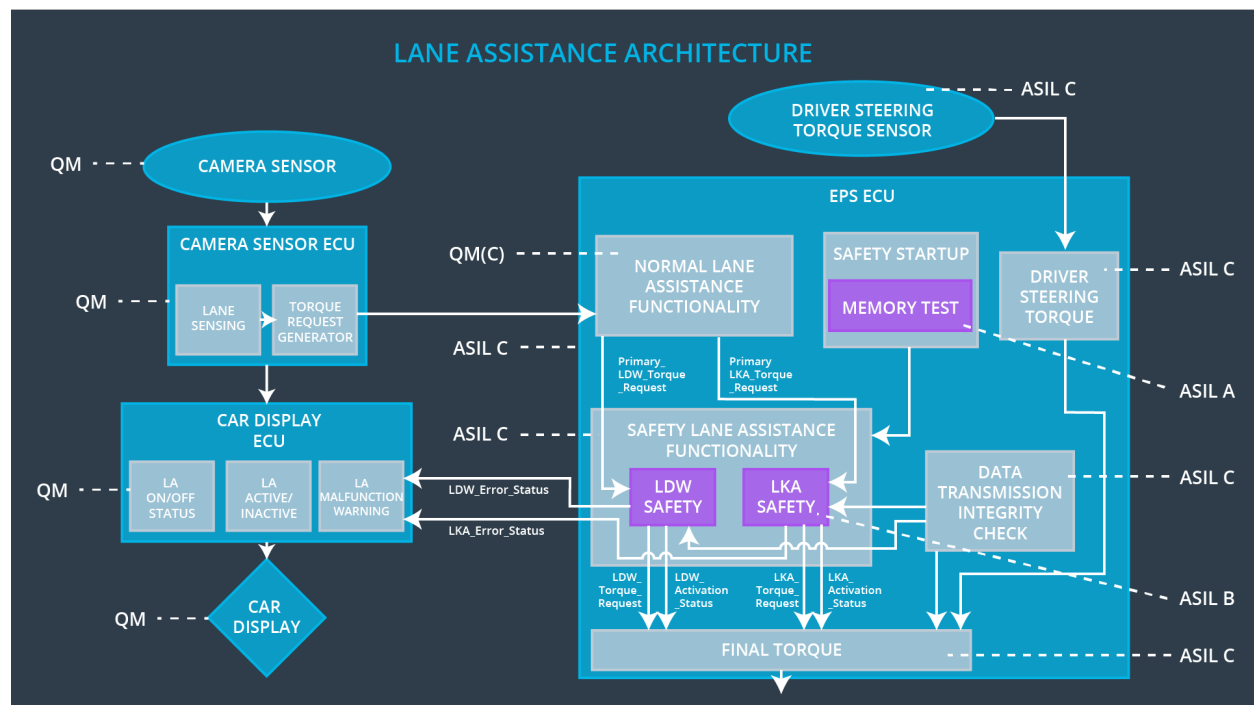 LANE ASSISTANCE ARCHITECTURE
ASIL C
DRIVER STEERING
TORQUE SENSOR
QM
CAMERA SENSOR
EPS ECU
CAMERA SENSOR ECU
QM(C)
NORMAL LANE
ASSISTANCE
FUNCTIONALITY
SAFETY STARTUP
MEMORY TEST
DRIVER
STEERING
TORQUE
ASIL C
QM
LANE
SENSING
TORQUE
REQUEST
GENERATOR
ASIL C
Primary_
LDW_Torque
_Request
Primary
LKA_Torque
_Request
ASIL A
CAR DISPLAY
ECU
ASIL C
SAFETY LANE ASSISTANCE
FUNCTIONALITY
QM
LA
ON/OFF
STATUS
LA
ACTIVE/
INACTIVE
LA
MALFUNCTION
WARNING
LDW_Error_Status
LKA_Error_Status
LDW
SAFETY
LKA
SAFETY
DATA
TRANSMISSION
INTEGRITY
CHECK
ASIL C
LDW_
Torque_
Request
LDW_
Activation
_Status
LKA_
Torque_
Request
LKA_
Activation
_Status
ASIL B
QM
CAR
DISPLAY
FINAL TORQUE
ASIL C